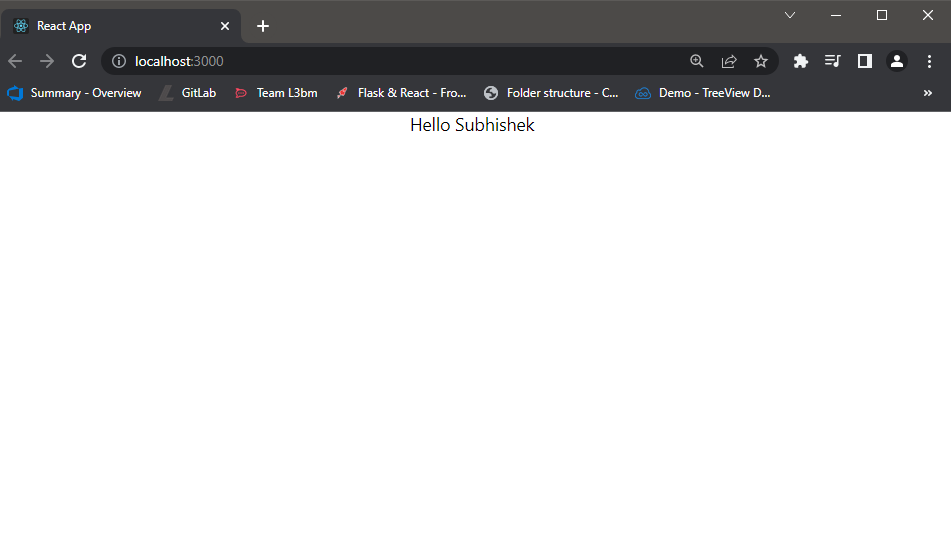 React App
localhost:3000
Summary - Overview GitLab Team L3bm Flask & React - Fro... Folder structure - C... Demo - TreeView D...
Hello Subhishek